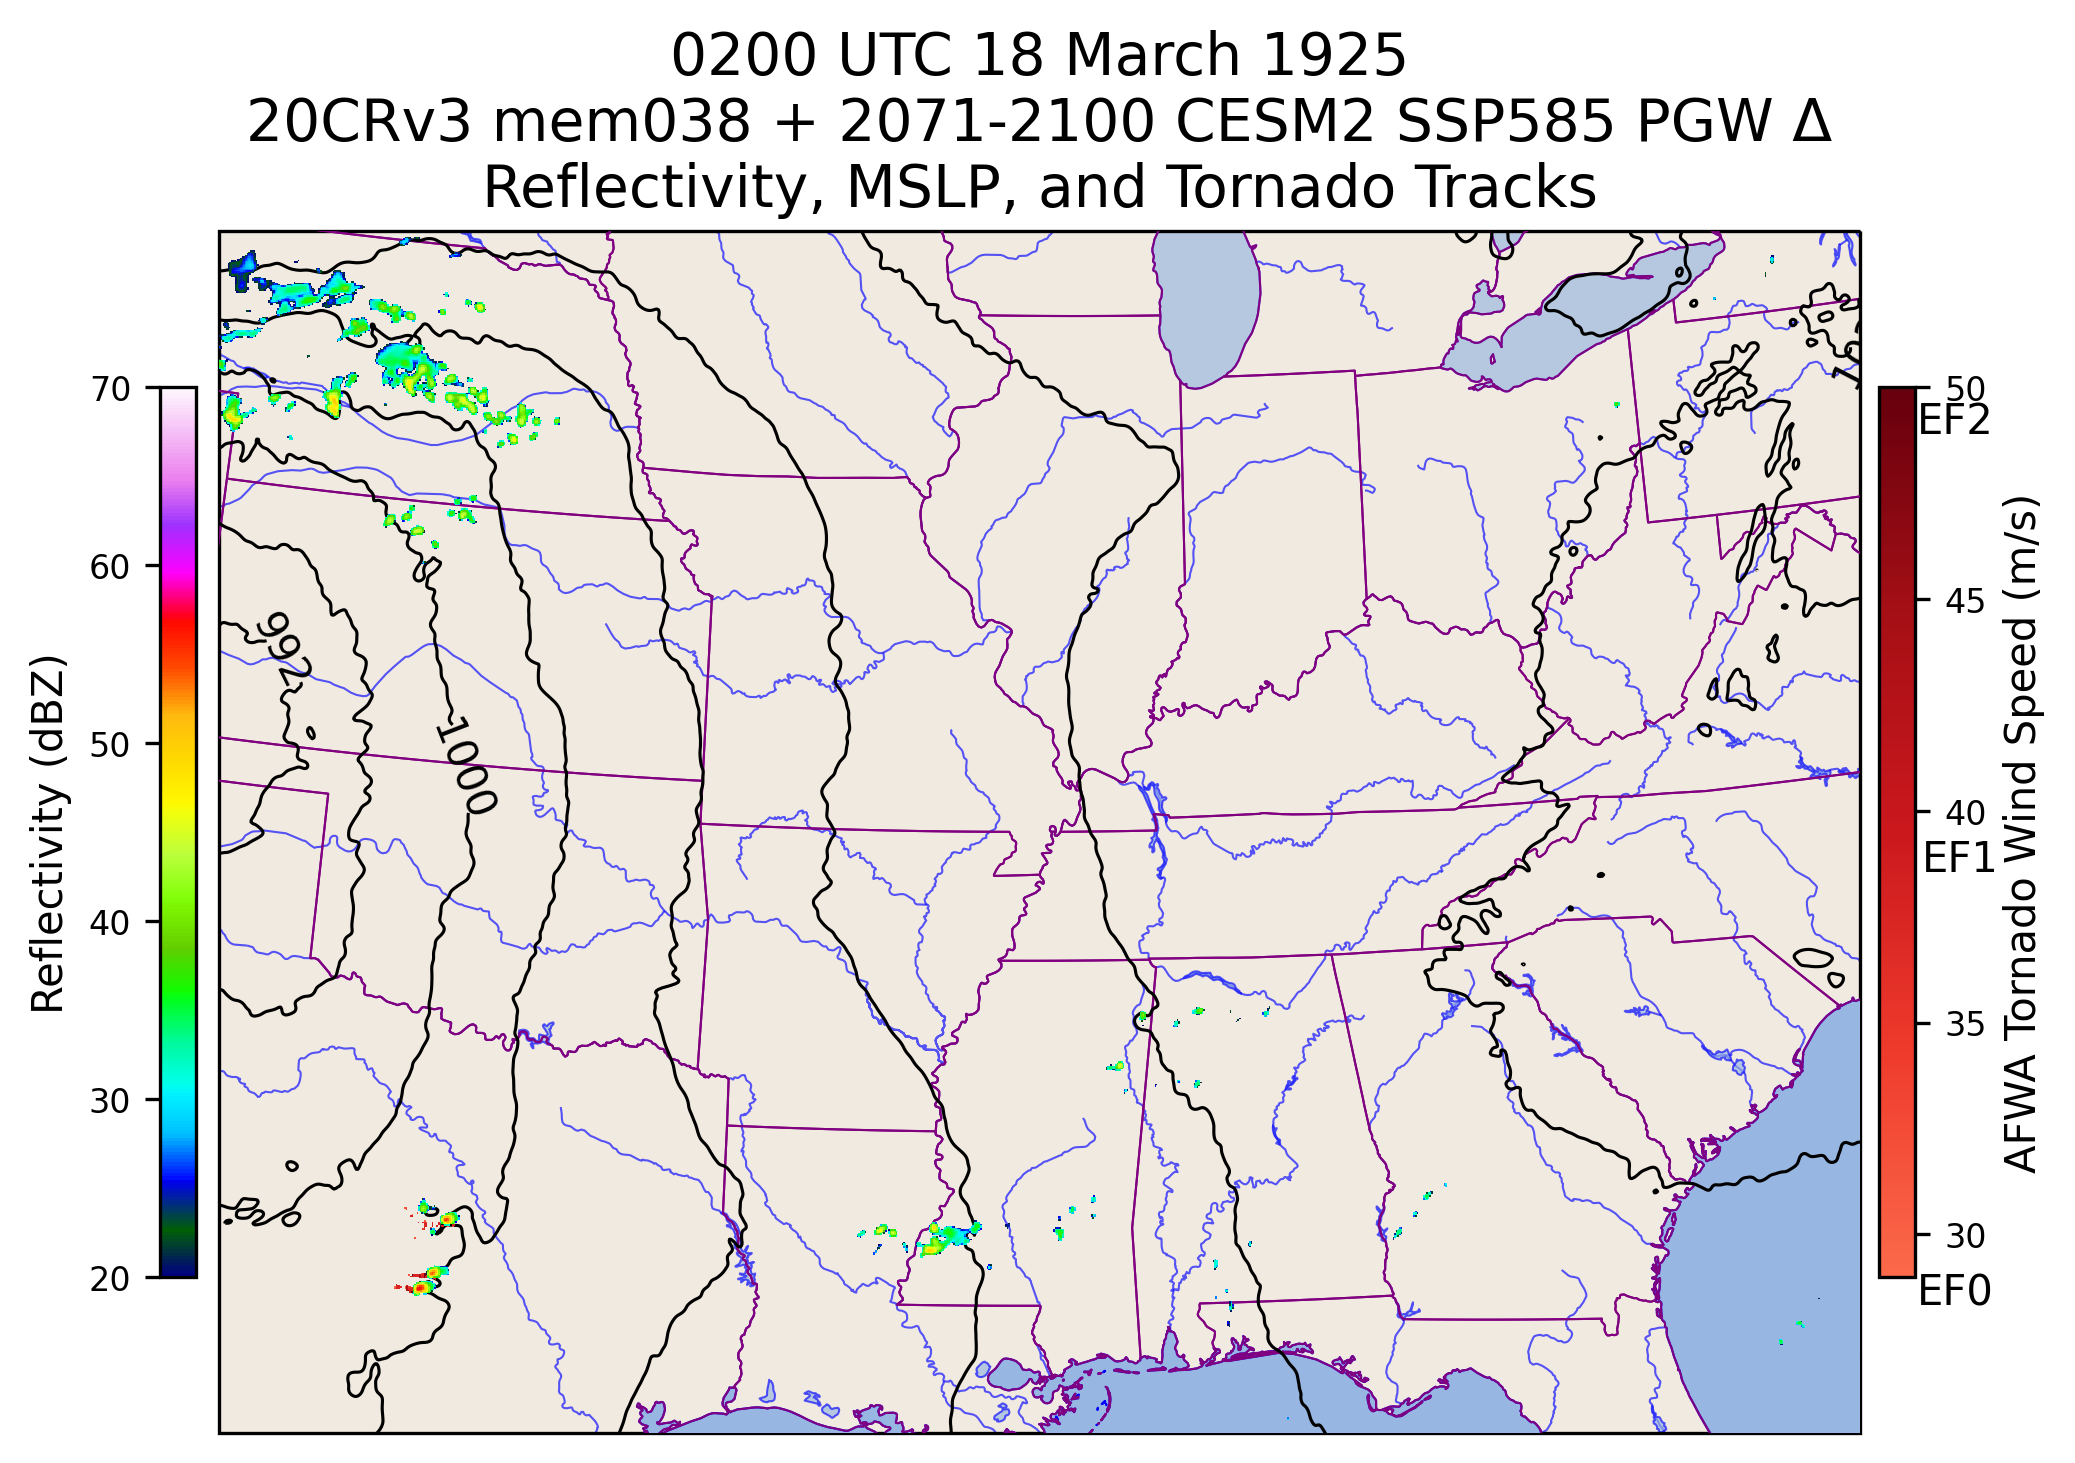 0200 UTC 18 March 1925
20CRv3 mem038 + 2071-2100 CESM2 SSP585 PGW Δ
Reflectivity, MSLP, and Tornado Tracks
70
60
50
40
30
20
Reflectivity (dBZ)
992
1000
1
50
EF2
45
40
EF1
35
30
EF0
AFWA Tornado Wind Speed (m/s)